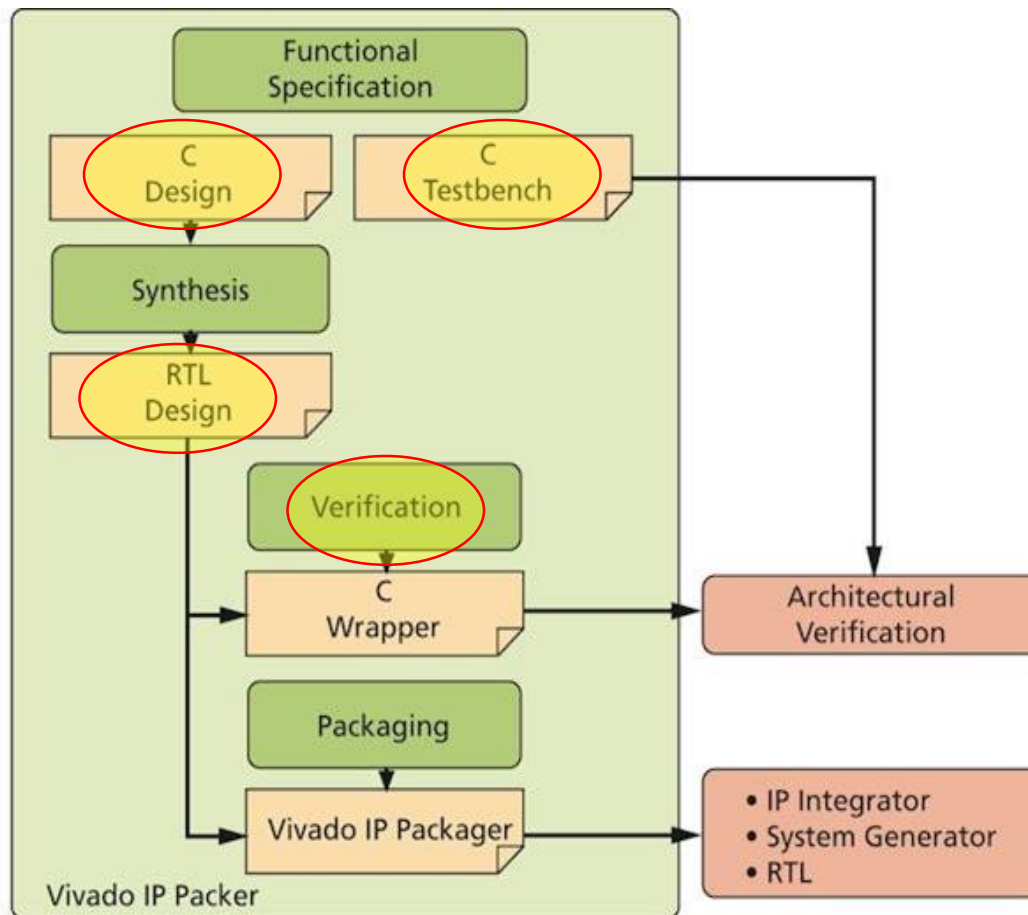 Functional
Specification
C
Design
C
Testbench
Synthesis
RTL
Design
Verification
C
Wrapper
Architectural
Verification
Packaging
Vivado IP Packager
• IP Integrator
• System Generator
• RTL
Vivado IP Packer